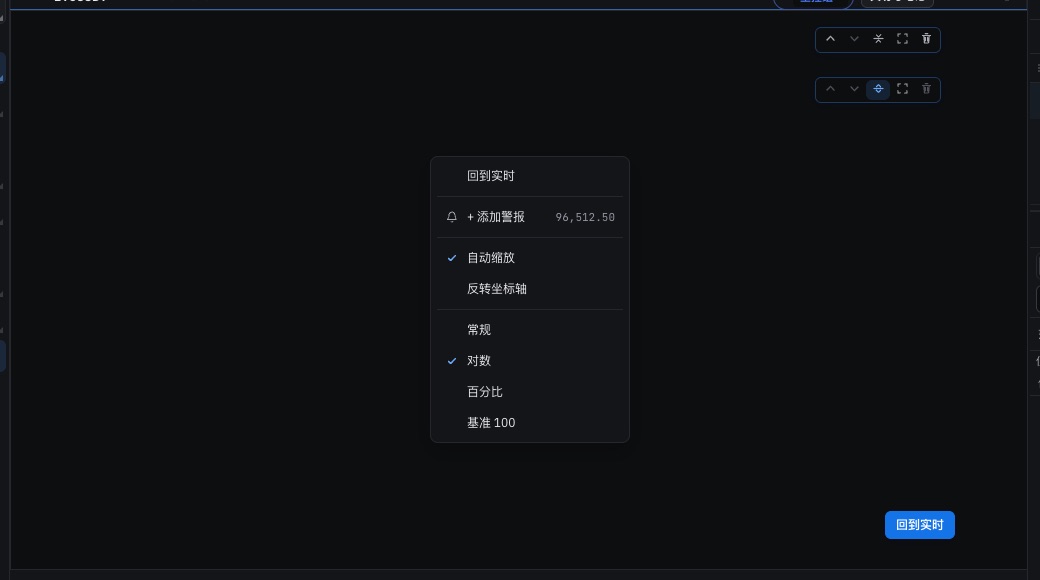 回到实时
+ 添加警报 96,512.50
自动缩放
反转坐标轴
常规
对数
百分比
基准 100
回到实时